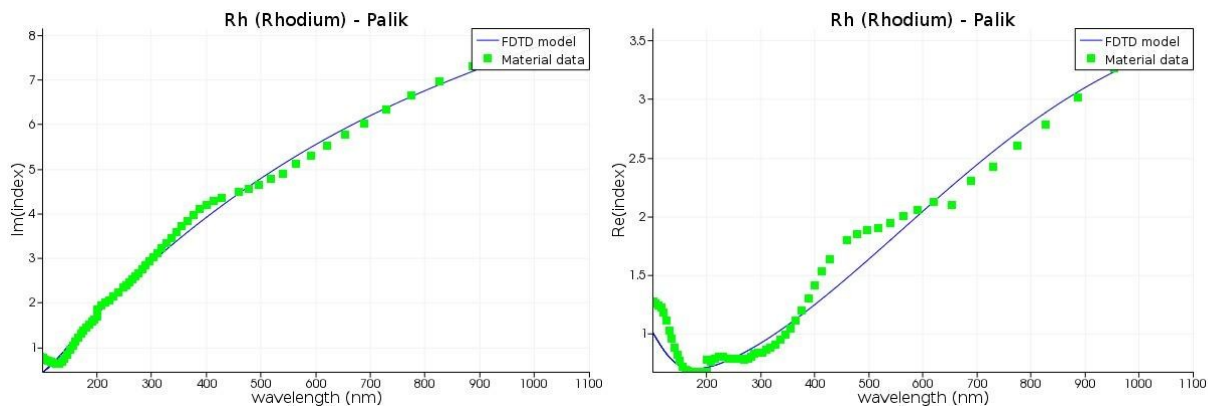 Rh (Rhodium) - Palik
8
7
6
5
4
3
2
1
Im(index)
FDTD model
Material data
200 300 400 500 600 700 800 900 1000 1100
wavelength (nm)
Rh (Rhodium) - Palik
3.5
3
2.5
2
1.5
1
Re(index)
FDTD model
Material data
200 300 400 500 600 700 800 900 1000 1100
wavelength (nm)